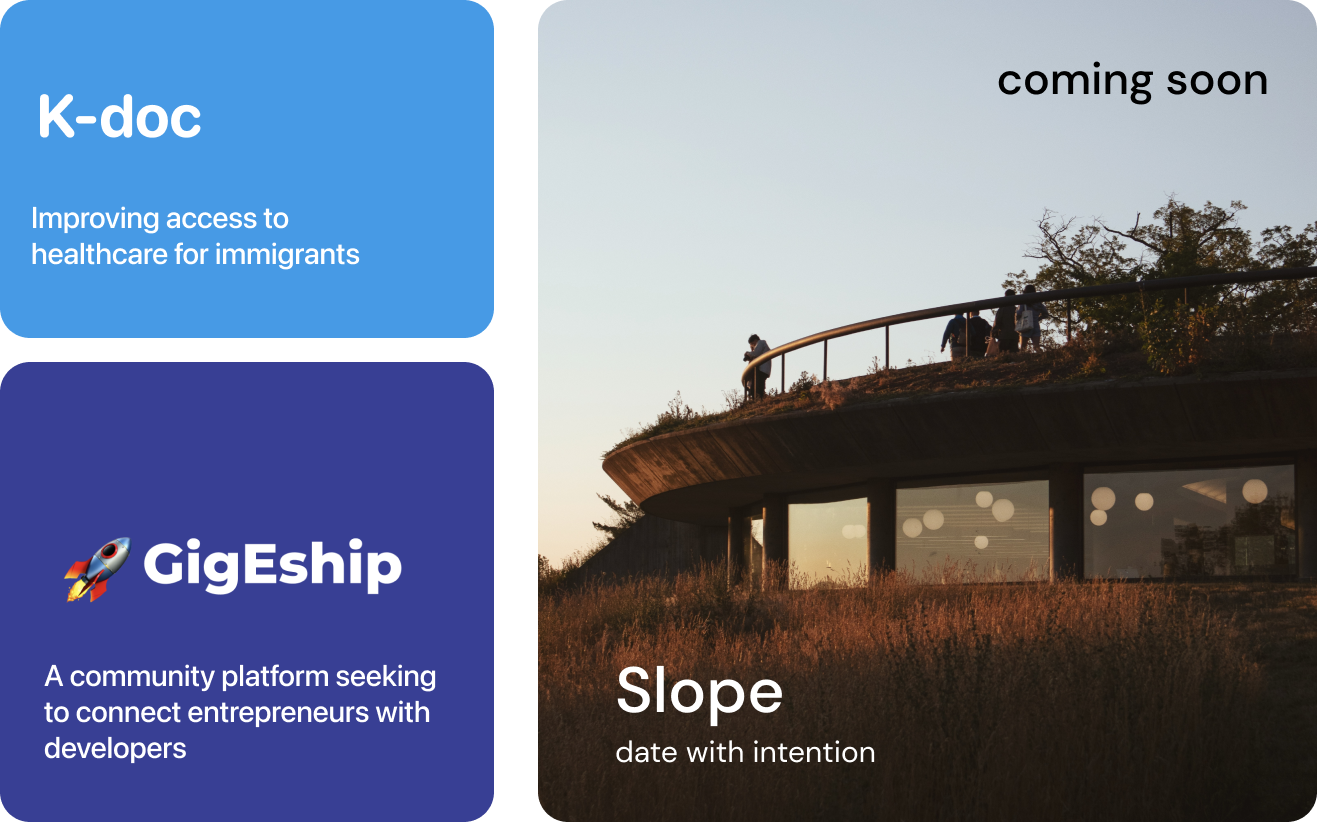 K-doc
Improving access to
healthcare for immigrants
GigEship
A community platform seeking
to connect entrepreneurs with
developers
coming soon
Slope
date with intention